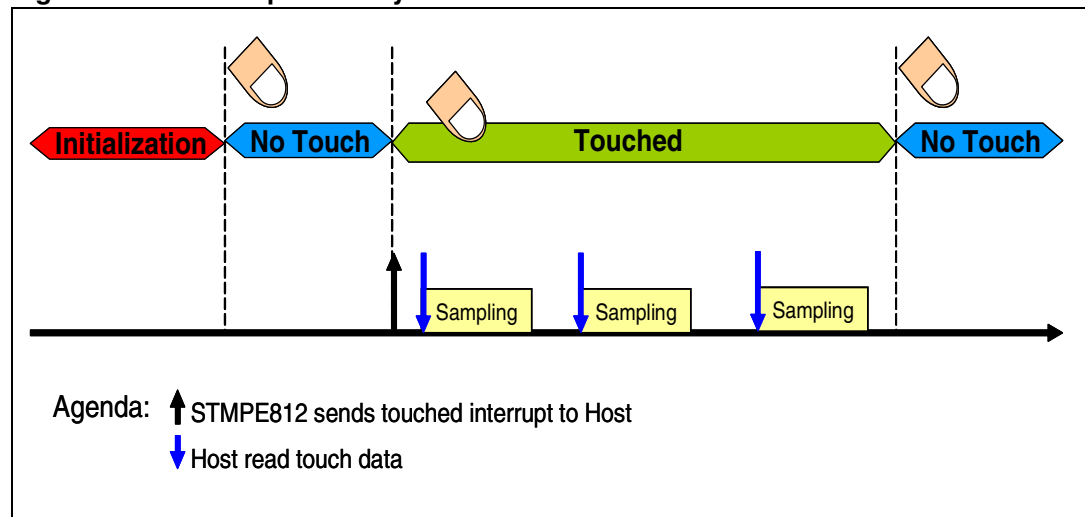 Initialization
No Touch
Touched
No Touch
Sampling
Sampling
Sampling
Agenda:
STMPE812 sends touched interrupt to Host
Host read touch data